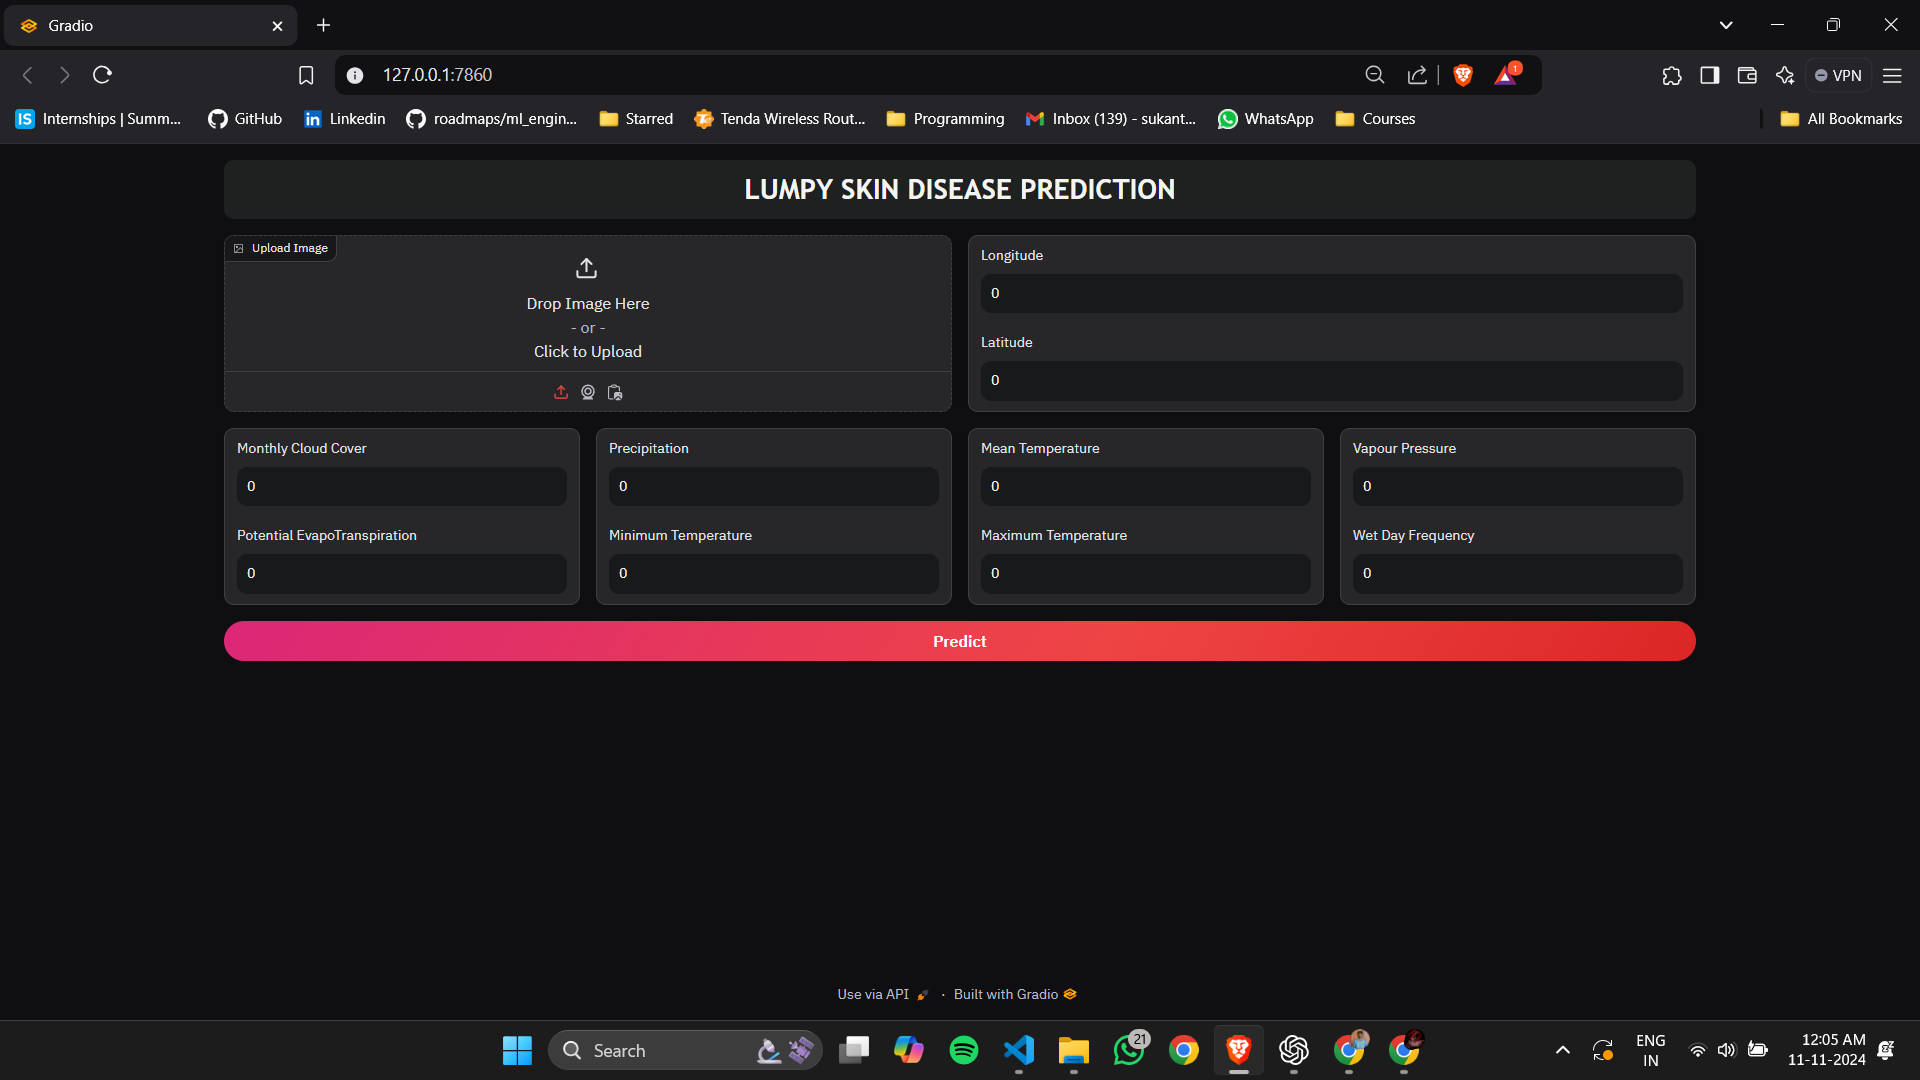 Gradio
127.0.0.1:7860
1
VPN
IS Internships | Summ...
GitHub
in Linkedin
roadmaps/ml_engin...
Starred
Tenda Wireless Rout...
Programming
Inbox (139) - sukant...
WhatsApp
Courses
All Bookmarks
LUMPY SKIN DISEASE PREDICTION
Upload Image
Drop Image Here
- or -
Click to Upload
Longitude
0
Latitude
0
Monthly Cloud Cover
0
Potential EvapoTranspiration
0
Precipitation
0
Minimum Temperature
0
Mean Temperature
0
Maximum Temperature
0
Vapour Pressure
0
Wet Day Frequency
0
Predict
Use via API · Built with Gradio
Search
21
ENG
IN
12:05 AM
11-11-2024